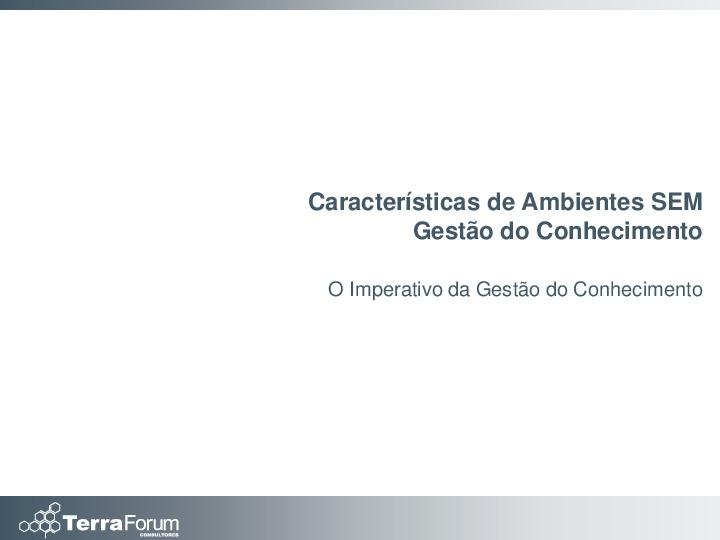 Características de Ambientes SEM
Gestão do Conhecimento
O Imperativo da Gestão do Conhecimento
TerraForum
CONSULTORES